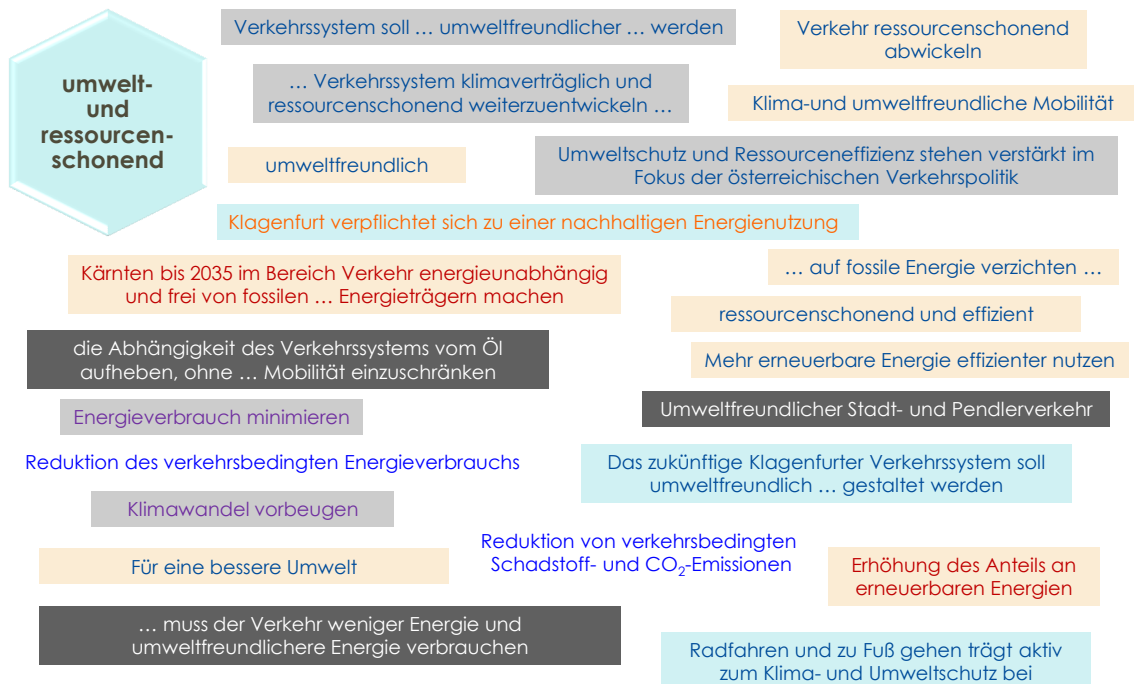 umwelt-
und
ressourcen-
schonend
Verkehrssystem soll … umweltfreundlicher … werden
Verkehr ressourcenschonend
abwickeln
… Verkehrssystem klimaverträglich und
ressourcenschonend weiterzuentwickeln …
Klima-und umweltfreundliche Mobilität
umweltfreundlich
Umweltschutz und Ressourceneffizienz stehen verstärkt im
Fokus der österreichischen Verkehrspolitik
Klagenfurt verpflichtet sich zu einer nachhaltigen Energienutzung
Kärnten bis 2035 im Bereich Verkehr energieunabhängig
und frei von fossilen … Energieträgern machen
… auf fossile Energie verzichten …
ressourcenschonend und effizient
die Abhängigkeit des Verkehrssystems vom Öl
aufheben, ohne … Mobilität einzuschränken
Mehr erneuerbare Energie effizienter nutzen
Energieverbrauch minimieren
Umweltfreundlicher Stadt- und Pendlerverkehr
Reduktion des verkehrsbedingten Energieverbrauchs
Das zukünftige Klagenfurter Verkehrssystem soll
umweltfreundlich … gestaltet werden
Klimawandel vorbeugen
Reduktion von verkehrsbedingten
Schadstoff- und CO₂-Emissionen
Für eine bessere Umwelt
Erhöhung des Anteils an
erneuerbaren Energien
… muss der Verkehr weniger Energie und
umweltfreundlichere Energie verbrauchen
Radfahren und zu Fuß gehen trägt aktiv
zum Klima- und Umweltschutz bei